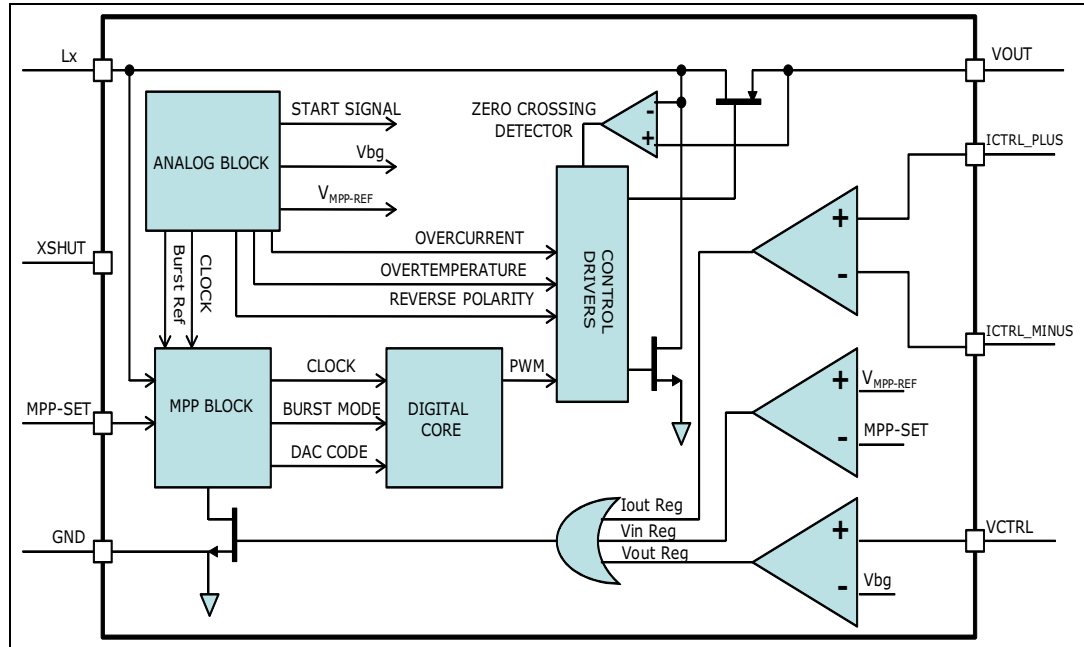 Lx
VOUT
START SIGNAL
ZERO CROSSING
DETECTOR
-
+
ANALOG BLOCK
Vbg
VMPP-REF
ICTRL_PLUS
XSHUT
Burst Ref
CLOCK
OVERCURRENT
OVERTEMPERATURE
REVERSE POLARITY
CONTROL
DRIVERS
+
-
ICTRL_MINUS
MPP-SET
MPP BLOCK
CLOCK
BURST MODE
DAC CODE
DIGITAL
CORE
PWM
+
VMPP-REF
-
MPP-SET
GND
Iout Reg
Vin Reg
Vout Reg
+
-
Vbg
VCTRL